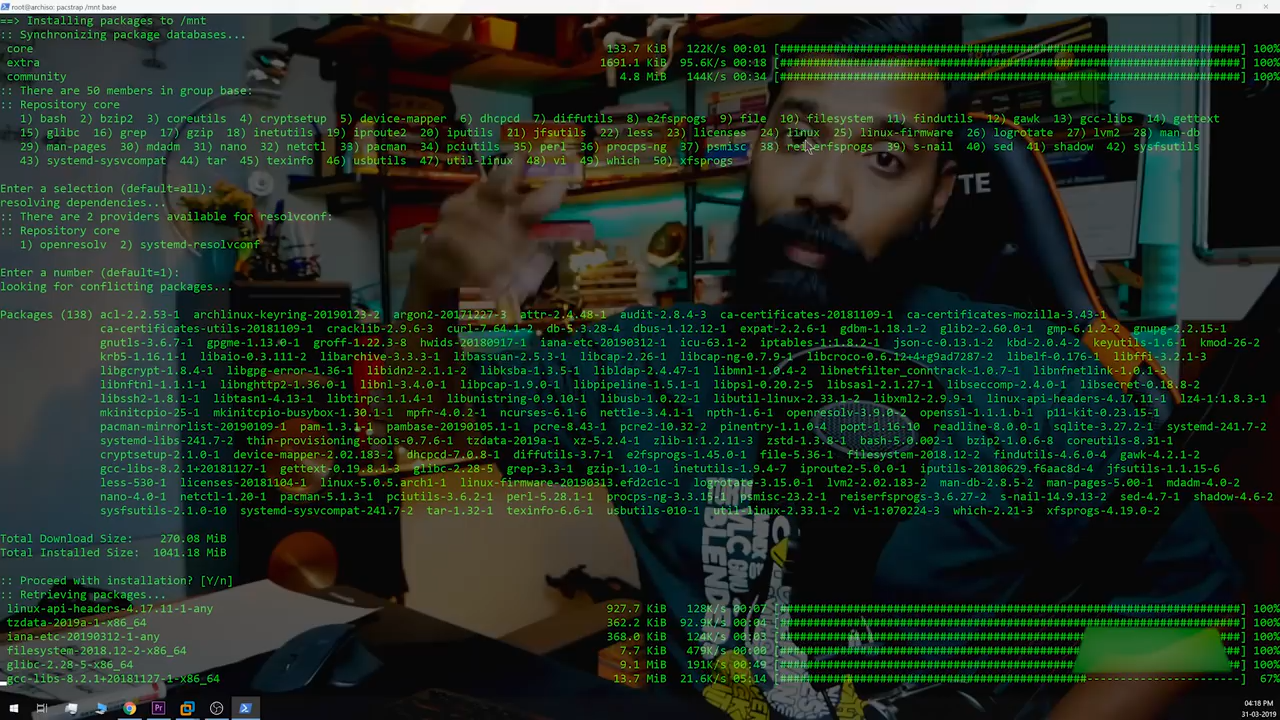 root@archiso: pacstrap /mnt base
==> Installing packages to /mnt
:: Synchronizing package databases...
core 133.7 KiB 122K/s 00:01 [######################################################################] 100%
extra 1691.1 KiB 95.6K/s 00:18 [######################################################################] 100%
community 4.8 MiB 144K/s 00:34 [######################################################################] 100%
:: There are 50 members in group base:
:: Repository core
1) bash 2) bzip2 3) coreutils 4) cryptsetup 5) device-mapper 6) dhcpcd 7) diffutils 8) e2fsprogs 9) file 10) filesystem 11) findutils 12) gawk 13) gcc-libs 14) gettext
15) glibc 16) grep 17) gzip 18) inetutils 19) iproute2 20) iputils 21) jfsutils 22) less 23) licenses 24) linux 25) linux-firmware 26) logrotate 27) lvm2 28) man-db
29) man-pages 30) mdadm 31) nano 32) netctl 33) pacman 34) pciutils 35) perl 36) procps-ng 37) psmisc 38) reiserfsprogs 39) s-nail 40) sed 41) shadow 42) sysfsutils
43) systemd-sysvcompat 44) tar 45) texinfo 46) usbutils 47) util-linux 48) vi 49) which 50) xfsprogs
Enter a selection (default=all):
resolving dependencies...
:: There are 2 providers available for resolvconf:
:: Repository core
1) openresolv 2) systemd-resolvconf
Enter a number (default=1):
looking for conflicting packages...
Packages (138) acl-2.2.53-1 archlinux-keyring-20190123-2 argon2-20171227-3 attr-2.4.48-1 audit-2.8.4-3 ca-certificates-20181109-1 ca-certificates-mozilla-3.43-1
ca-certificates-utils-20181109-1 cracklib-2.9.6-3 curl-7.64.1-2 db-5.3.28-4 dbus-1.12.12-1 expat-2.2.6-1 gdbm-1.18.1-2 glib2-2.60.0-1 gmp-6.1.2-2 gnupg-2.2.15-1
gnutls-3.6.7-1 gpgme-1.13.0-1 groff-1.22.3-8 hwids-20180917-1 iana-etc-20190312-1 icu-63.1-2 iptables-1:1.8.2-1 json-c-0.13.1-2 kbd-2.0.4-2 keyutils-1.6-1 kmod-26-2
krb5-1.16.1-1 libaio-0.3.111-2 libarchive-3.3.3-1 libassuan-2.5.3-1 libcap-2.26-1 libcap-ng-0.7.9-1 libcroco-0.6.12+4+g9ad7287-2 libelf-0.176-1 libffi-3.2.1-3
libgcrypt-1.8.4-1 libgpg-error-1.36-1 libidn2-2.1.1-2 libksba-1.3.5-1 libldap-2.4.47-1 libmnl-1.0.4-2 libnetfilter_conntrack-1.0.7-1 libnfnetlink-1.0.1-3
libnftnl-1.1.1-1 libnghttp2-1.36.0-1 libnl-3.4.0-1 libpcap-1.9.0-1 libpipeline-1.5.1-1 libpsl-0.20.2-5 libsasl-2.1.27-1 libseccomp-2.4.0-1 libsecret-0.18.8-2
libssh2-1.8.1-1 libtasn1-4.13-1 libtirpc-1.1.4-1 libunistring-0.9.10-1 libusb-1.0.22-1 libutil-linux-2.33.1-2 libxml2-2.9.9-1 linux-api-headers-4.17.11-1 lz4-1:1.8.3-1
mkinitcpio-25-1 mkinitcpio-busybox-1.30.1-1 mpfr-4.0.2-1 ncurses-6.1-6 nettle-3.4.1-1 npth-1.6-1 openresolv-3.9.0-2 openssl-1.1.1.b-1 p11-kit-0.23.15-1
pacman-mirrorlist-20190109-1 pam-1.3.1-1 pambase-20190105.1-1 pcre-8.43-1 pcre2-10.32-2 pinentry-1.1.0-4 popt-1.16-10 readline-8.0.0-1 sqlite-3.27.2-1 systemd-241.7-2
systemd-libs-241.7-2 thin-provisioning-tools-0.7.6-1 tzdata-2019a-1 xz-5.2.4-1 zlib-1:1.2.11-3 zstd-1.3.8-1 bash-5.0.002-1 bzip2-1.0.6-8 coreutils-8.31-1
cryptsetup-2.1.0-1 device-mapper-2.02.183-2 dhcpcd-7.0.8-1 diffutils-3.7-1 e2fsprogs-1.45.0-1 file-5.36-1 filesystem-2018.12-2 findutils-4.6.0-4 gawk-4.2.1-2
gcc-libs-8.2.1+20181127-1 gettext-0.19.8.1-3 glibc-2.28-5 grep-3.3-1 gzip-1.10-1 inetutils-1.9.4-7 iproute2-5.0.0-1 iputils-20180629.f6aac8d-4 jfsutils-1.1.15-6
less-530-1 licenses-20181104-1 linux-5.0.5.arch1-1 linux-firmware-20190313.efd2c1c-1 logrotate-3.15.0-1 lvm2-2.02.183-2 man-db-2.8.5-2 man-pages-5.00-1 mdadm-4.0-2
nano-4.0-1 netctl-1.20-1 pacman-5.1.3-1 pciutils-3.6.2-1 perl-5.28.1-1 procps-ng-3.3.15-1 psmisc-23.2-1 reiserfsprogs-3.6.27-2 s-nail-14.9.13-2 sed-4.7-1 shadow-4.6-2
sysfsutils-2.1.0-10 systemd-sysvcompat-241.7-2 tar-1.32-1 texinfo-6.6-1 usbutils-010-1 util-linux-2.33.1-2 vi-1:070224-3 which-2.21-3 xfsprogs-4.19.0-2
Total Download Size: 270.08 MiB
Total Installed Size: 1041.18 MiB
:: Proceed with installation? [Y/n]
:: Retrieving packages...
linux-api-headers-4.17.11-1-any 927.7 KiB 128K/s 00:07 [######################################################################] 100%
tzdata-2019a-1-x86_64 362.2 KiB 92.9K/s 00:04 [######################################################################] 100%
iana-etc-20190312-1-any 368.0 KiB 124K/s 00:03 [######################################################################] 100%
filesystem-2018.12-2-x86_64 7.7 KiB 479K/s 00:00 [######################################################################] 100%
glibc-2.28-5-x86_64 9.1 MiB 191K/s 00:49 [######################################################################] 100%
gcc-libs-8.2.1+20181127-1-x86_64 13.7 MiB 21.6K/s 05:14 [##############################################-----------------------] 67%
04:18 PM
31-03-2019